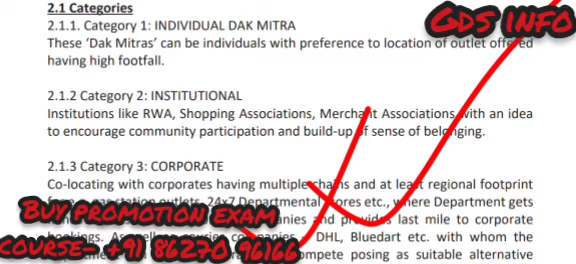 2.1 Categories
GDS INFO
2.1.1. Category 1: INDIVIDUAL DAK MITRA
These ‘Dak Mitras’ can be individuals with preference to location of outlet offered
having high footfall.
2.1.2 Category 2: INSTITUTIONAL
Institutions like RWA, Shopping Associations, Merchant Associations with an idea
to encourage community participation and build-up of sense of belonging.
2.1.3 Category 3: CORPORATE
Co-locating with corporates having multiple chains and at least regional footprint
24x7 Departmental stores etc., where Department gets
BUY PROMOTION EXAM
and provides last mile to corporate
COURSE- +91 86270 96166
DHL, Bluedart etc. with whom the
compete posing as suitable alternative